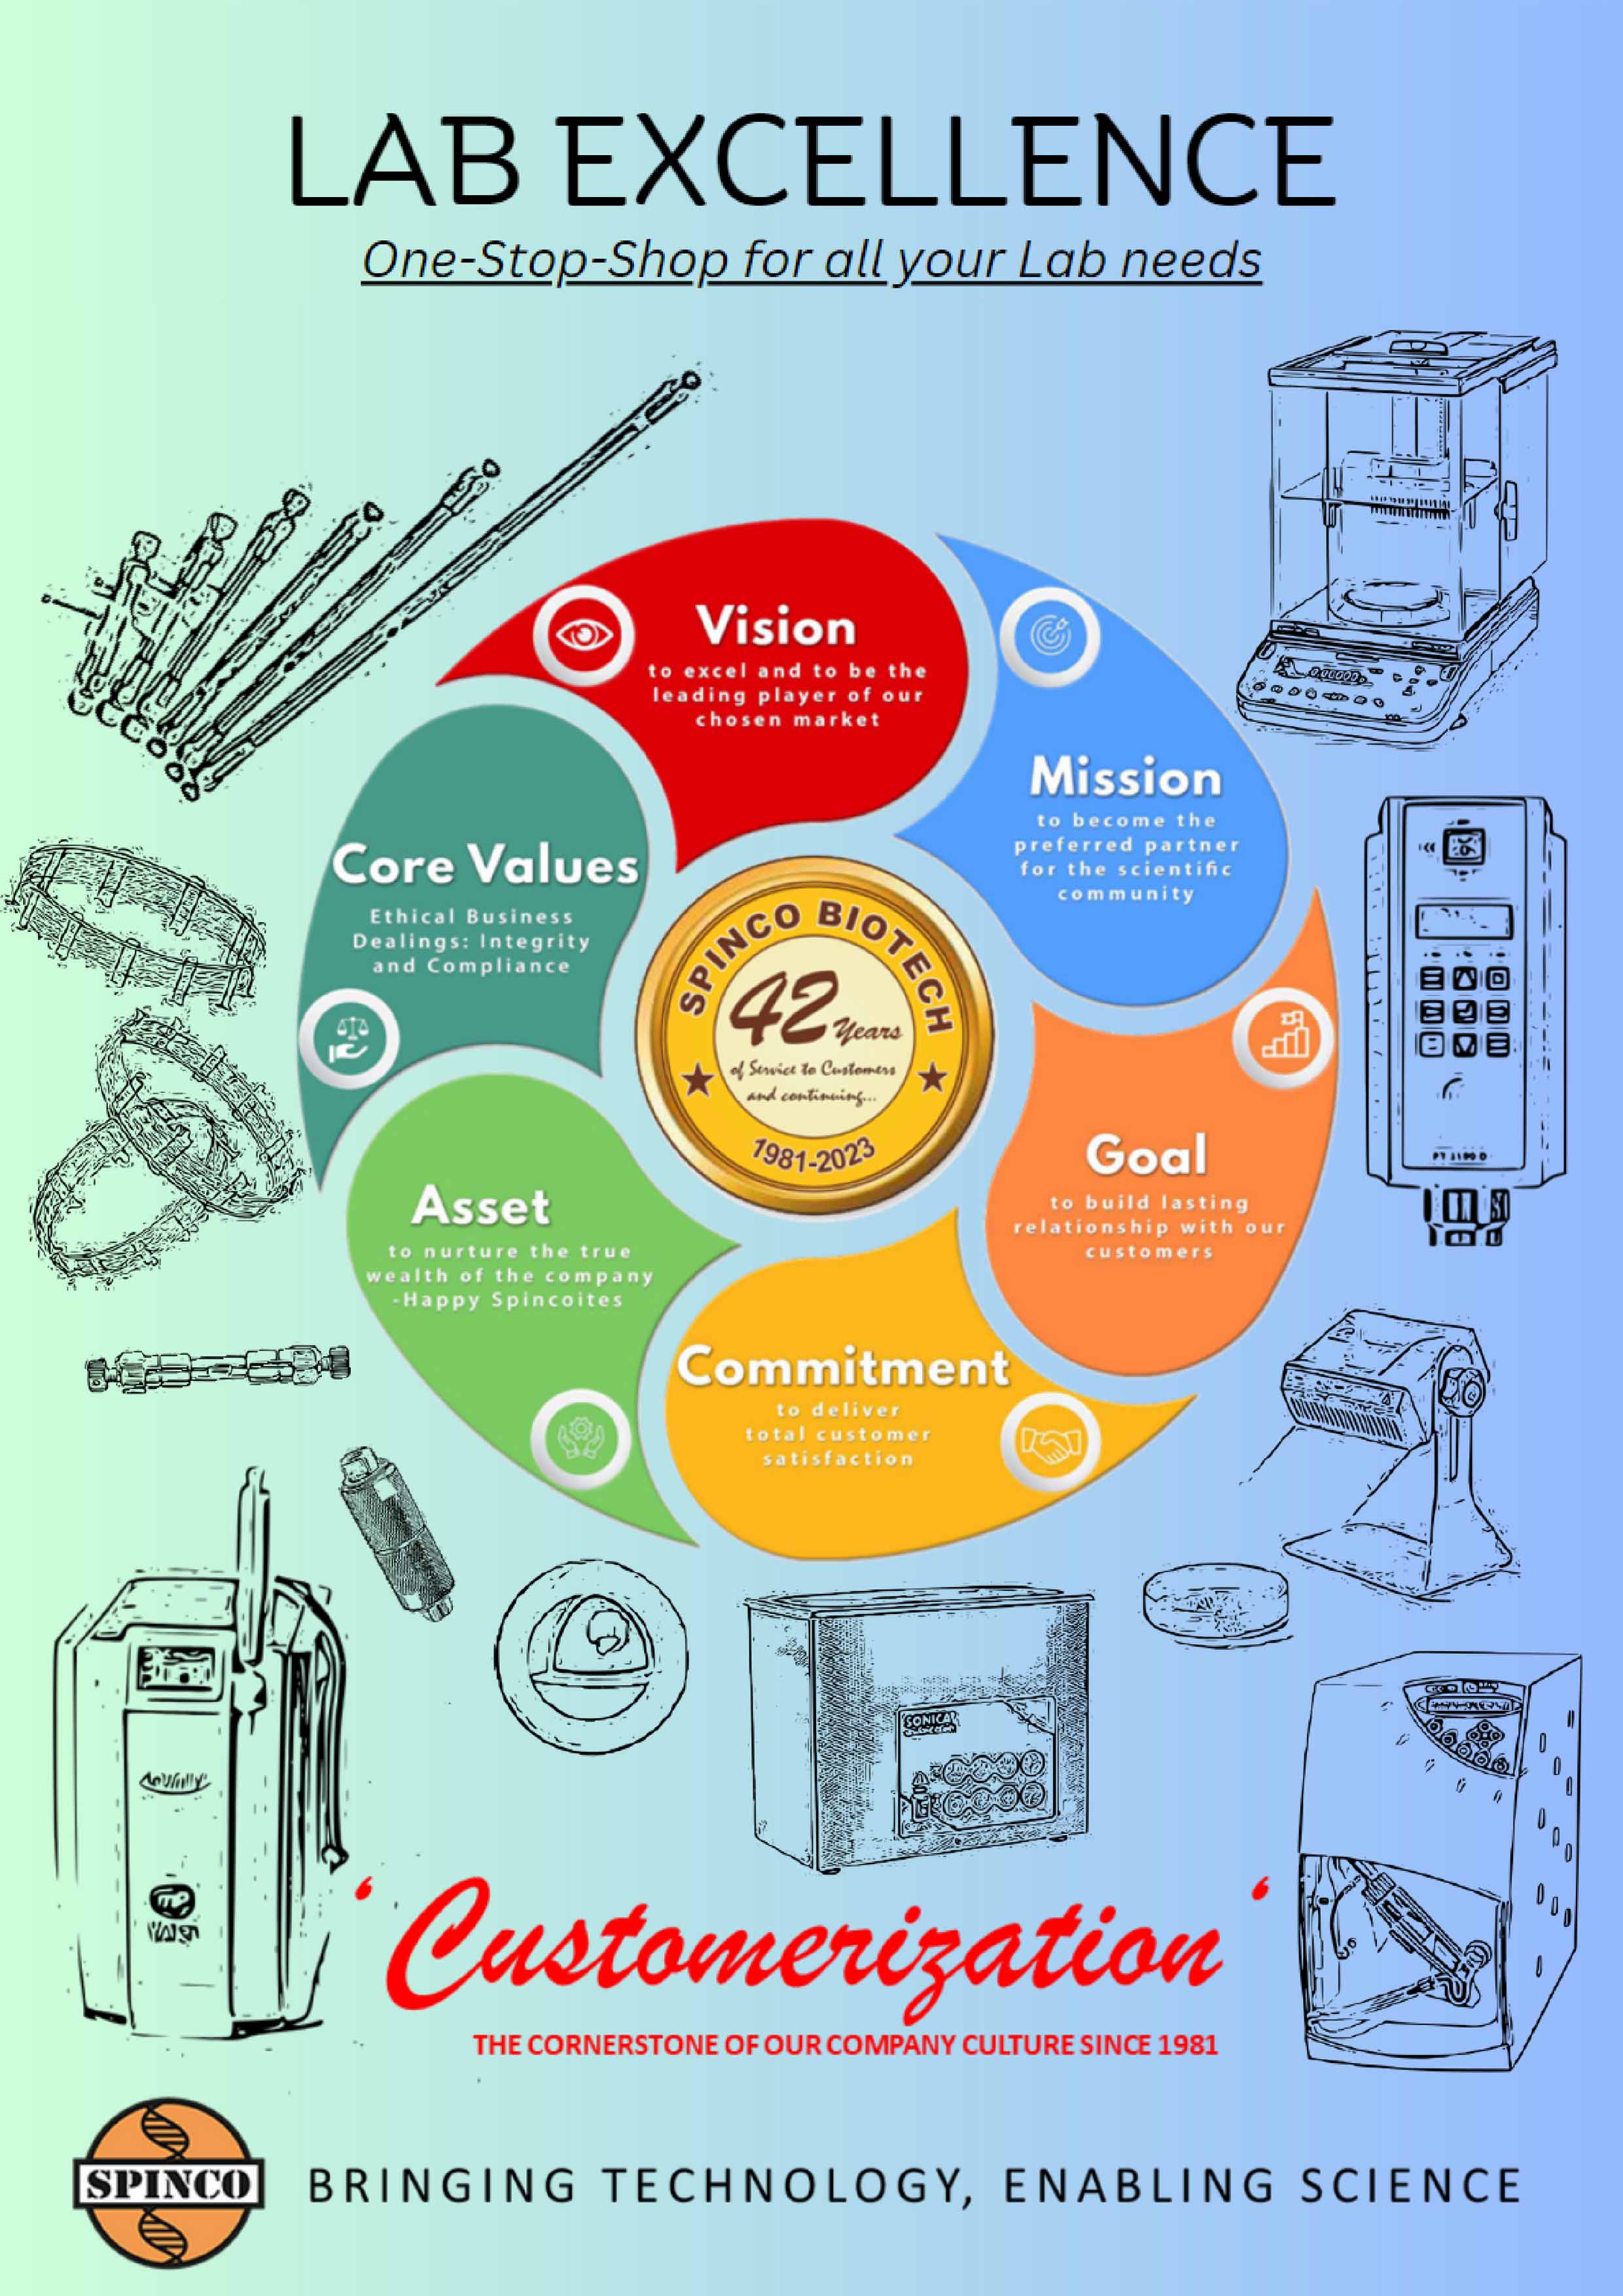 LAB EXCELLENCE
One-Stop-Shop for all your Lab needs
Vision
to excel and to be the
leading player of our
chosen market
Mission
to become the
preferred partner
for the scientific
community
Core Values
Ethical Business
Dealings: Integrity
and Compliance
SPINCO BIOTECH
42 Years
of Service to Customers
and continuing...
1981-2023
Goal
to build lasting
relationship with our
customers
Asset
to nurture the true
wealth of the company
-Happy Spincoites
Commitment
to deliver
total customer
satisfaction
SONICA
‘Customerization‘
THE CORNERSTONE OF OUR COMPANY CULTURE SINCE 1981
SPINCO
BRINGING TECHNOLOGY, ENABLING SCIENCE